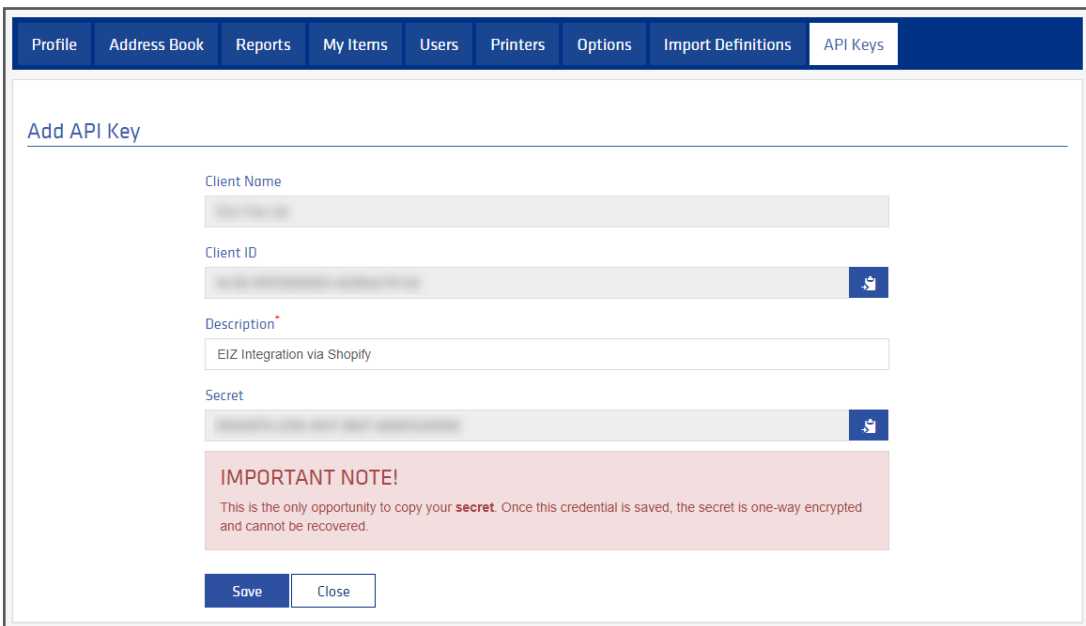 Profile Address Book Reports My Items Users Printers Options Import Definitions API Keys
Add API Key
Client Name
Client ID
Description*
EIZ Integration via Shopify
Secret
IMPORTANT NOTE!
This is the only opportunity to copy your secret. Once this credential is saved, the secret is one-way encrypted
and cannot be recovered.
Save Close